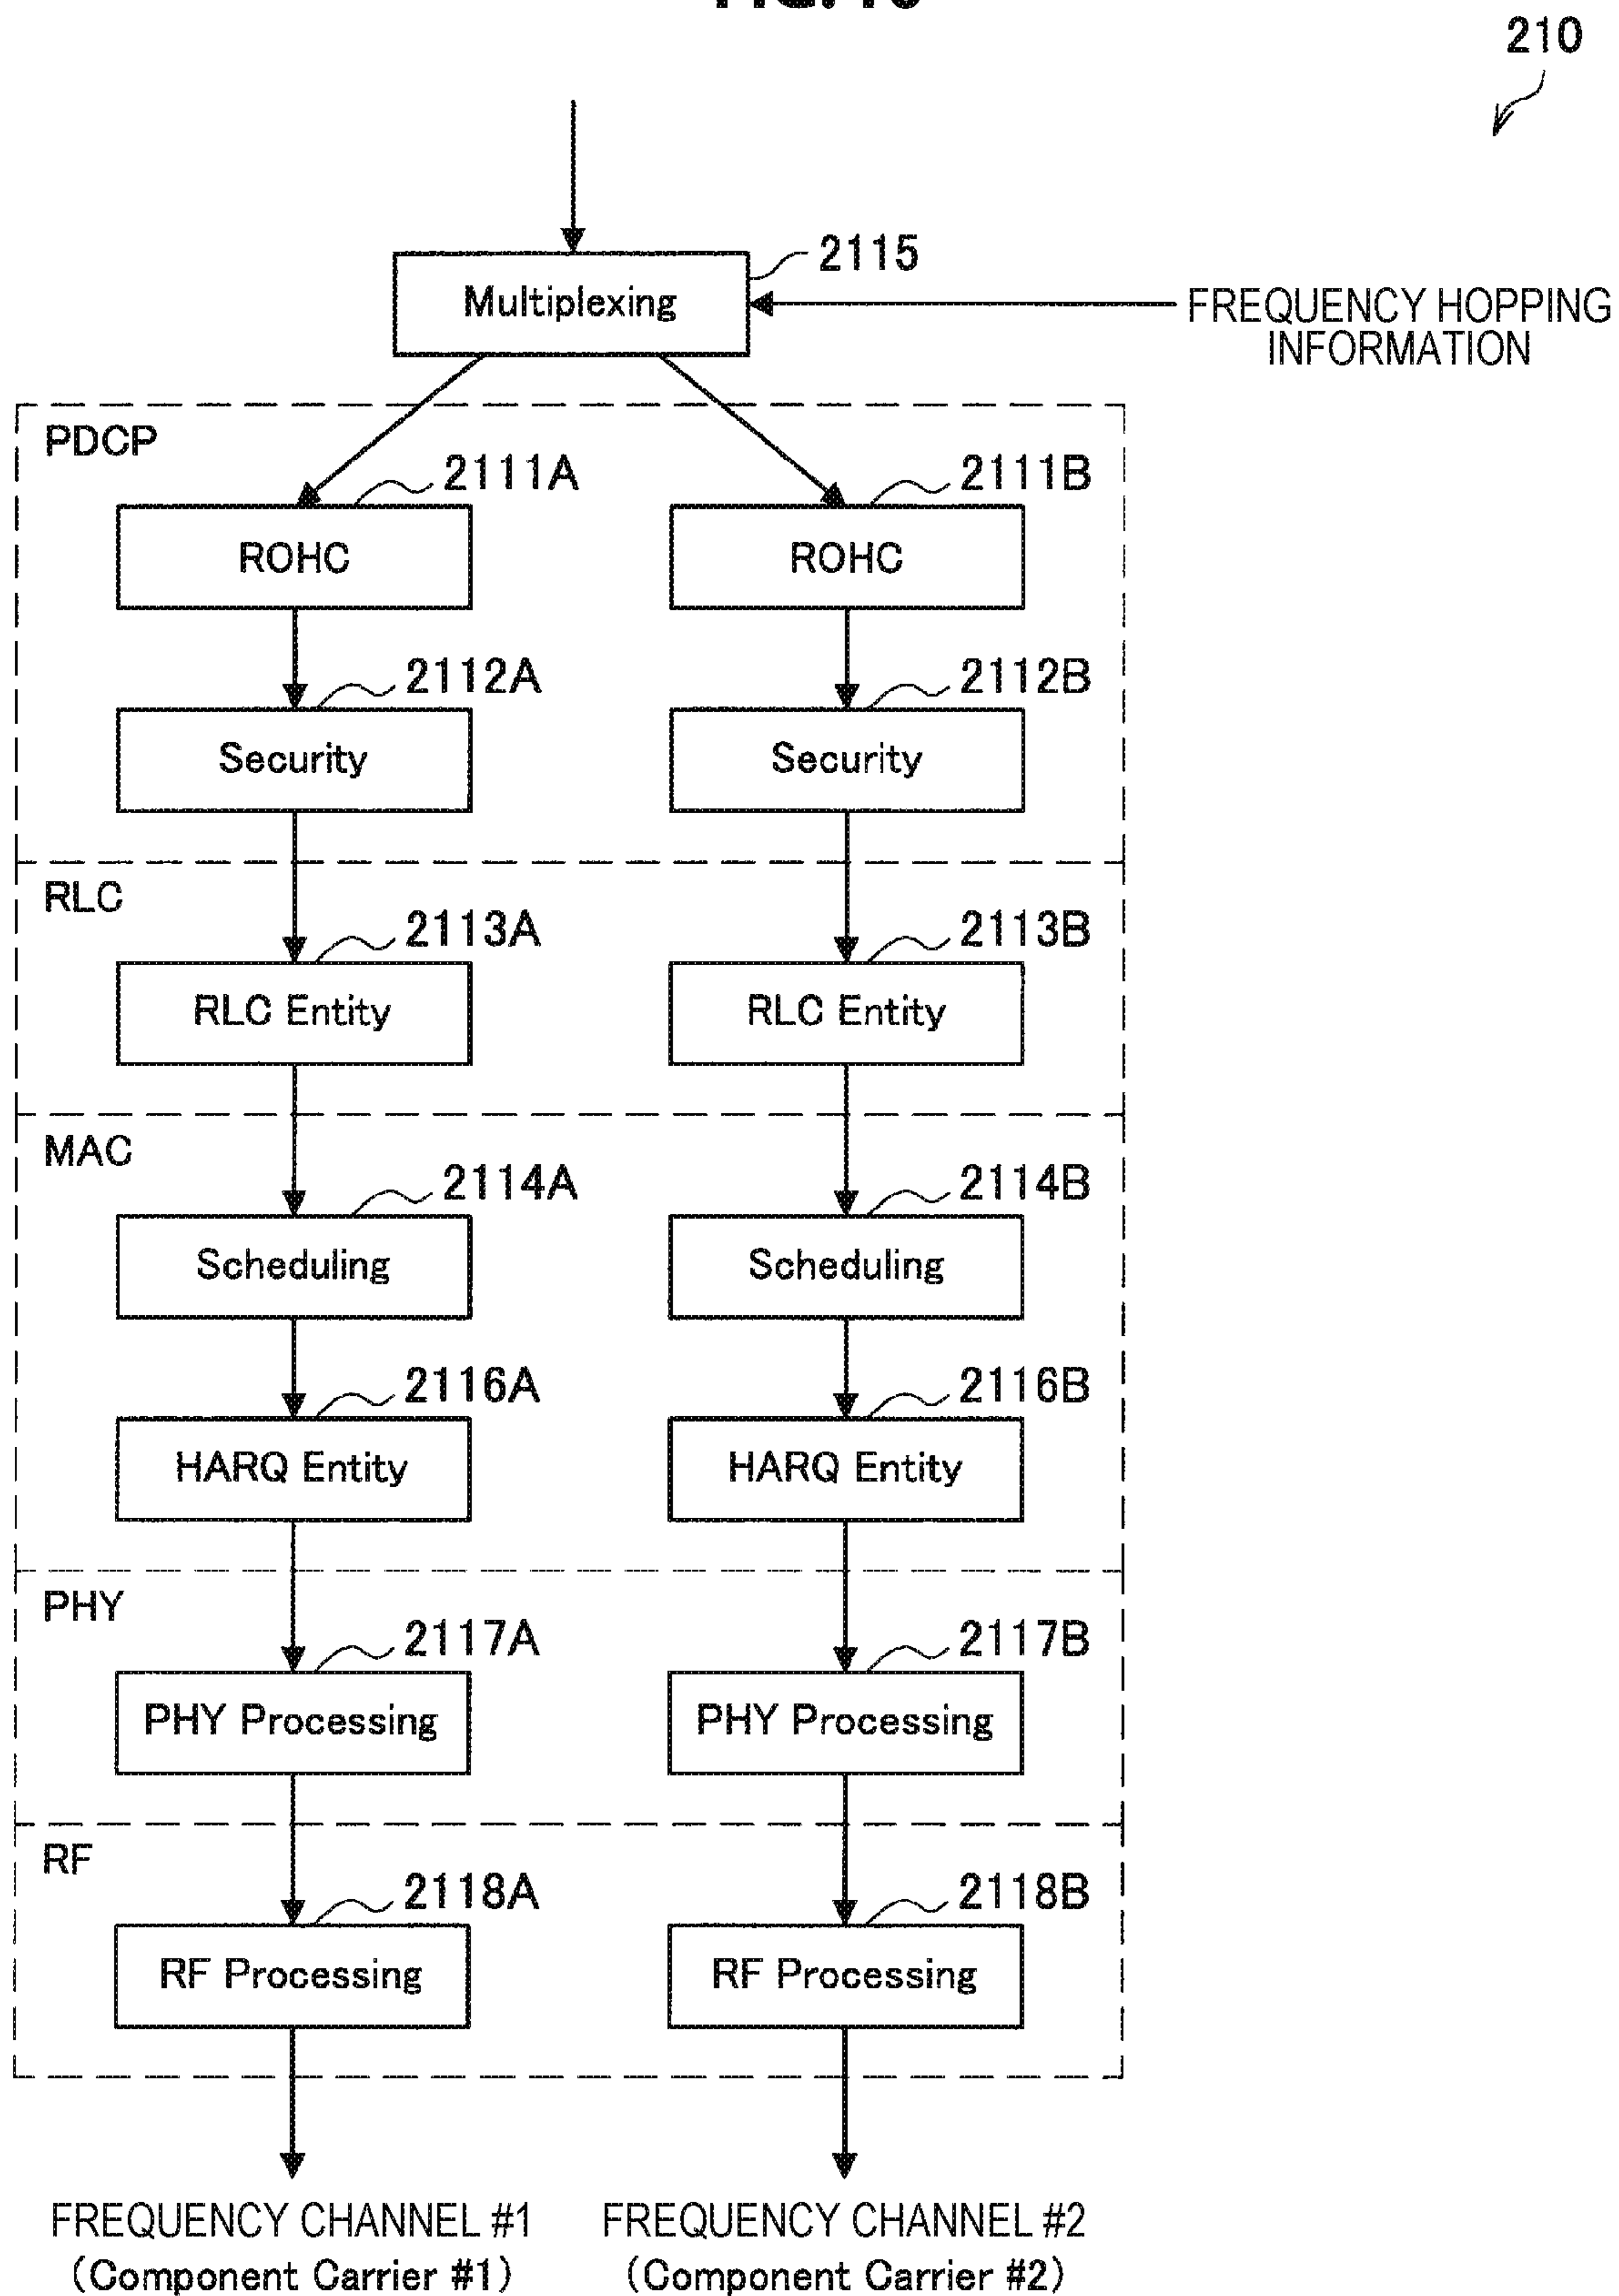 210
2115
Multiplexing
FREQUENCY HOPPING
INFORMATION
PDCP
2111A
2111B
ROHC
ROHC
2112A
2112B
Security
Security
RLC
2113A
2113B
RLC Entity
RLC Entity
MAC
2114A
2114B
Scheduling
Scheduling
2116A
2116B
HARQ Entity
HARQ Entity
PHY
2117A
2117B
PHY Processing
PHY Processing
RF
2118A
2118B
RF Processing
RF Processing
FREQUENCY CHANNEL #1
FREQUENCY CHANNEL #2
(Component Carrier #1)
(Component Carrier #2)